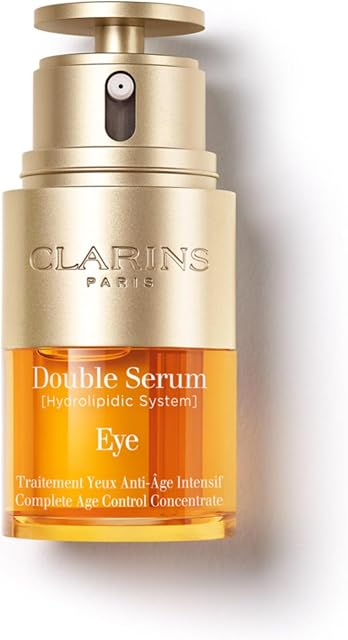 CLARINS
PARIS
Double Serum
[Hydrolipidic System]
Eye
Traitement Yeux Anti-Âge Intensif
Complete Age Control Concentrate